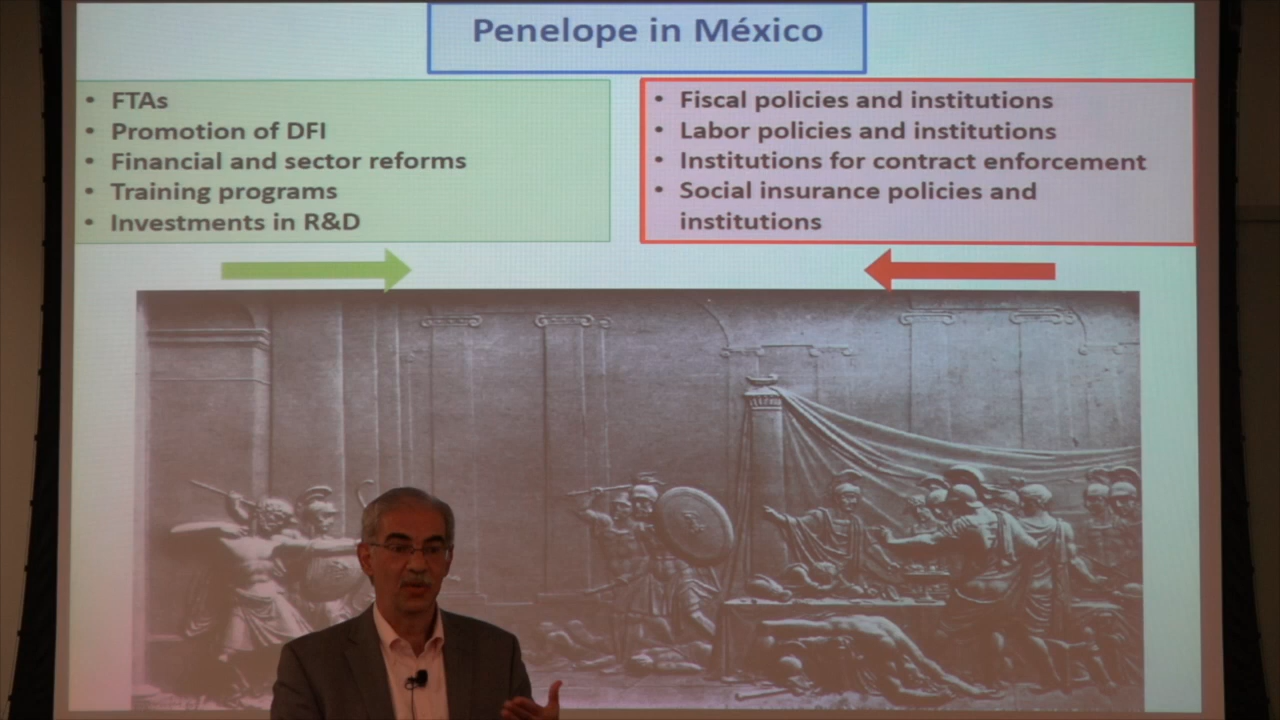 Penelope in México
• FTAs
• Promotion of DFI
• Financial and sector reforms
• Training programs
• Investments in R&D
• Fiscal policies and institutions
• Labor policies and institutions
• Institutions for contract enforcement
• Social insurance policies and
institutions